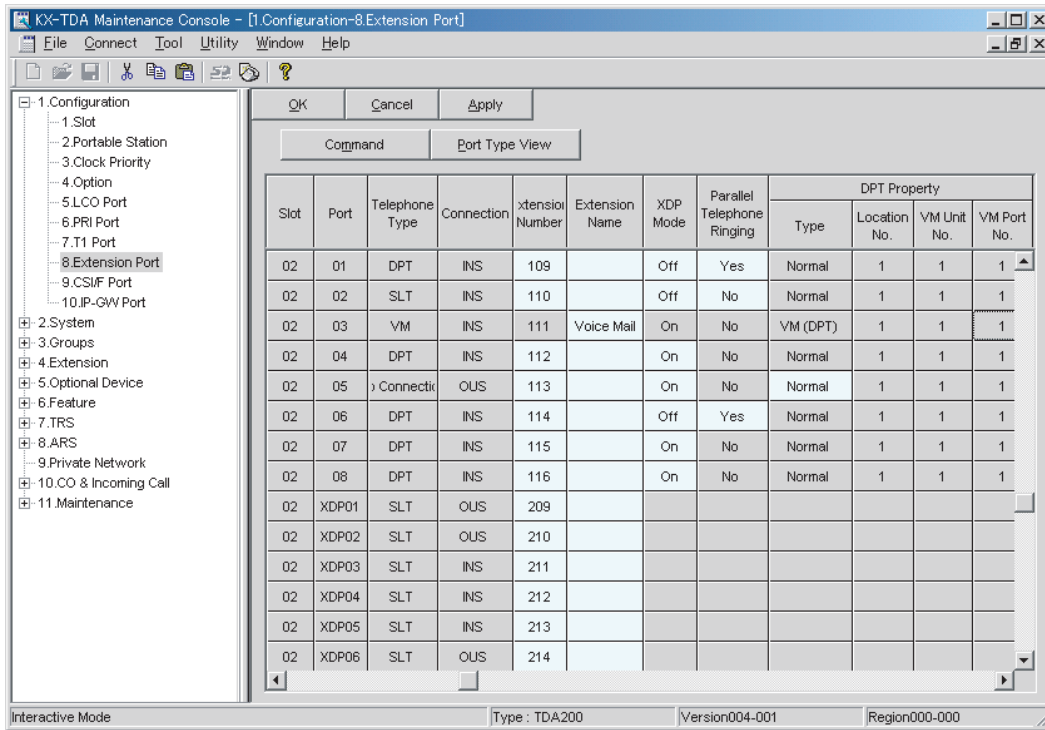 KX-TDA Maintenance Console - [1.Configuration-8.Extension Port]
File Connect Tool Utility Window Help
1.Configuration
1.Slot
2.Portable Station
3.Clock Priority
4.Option
5.LCO Port
6.PRI Port
7.T1 Port
8.Extension Port
9.CSI/F Port
10.IP-GW Port
2.System
3.Groups
4.Extension
5.Optional Device
6.Feature
7.TRS
8.ARS
9.Private Network
10.CO & Incoming Call
11.Maintenance
OK Cancel Apply
Command Port Type View
Slot Port Telephone Type Connection xtension Number Extension Name XDP Mode Parallel Telephone Ringing DPT Property
Type Location No. VM Unit No. VM Port No.
02 01 DPT INS 109 Off Yes Normal 1 1 1
02 02 SLT INS 110 Off No Normal 1 1 1
02 03 VM INS 111 Voice Mail On No VM (DPT) 1 1 1
02 04 DPT INS 112 On No Normal 1 1 1
02 05 o Connectio OUS 113 On No Normal 1 1 1
02 06 DPT INS 114 Off Yes Normal 1 1 1
02 07 DPT INS 115 On No Normal 1 1 1
02 08 DPT INS 116 On No Normal 1 1 1
02 XDP01 SLT OUS 209
02 XDP02 SLT OUS 210
02 XDP03 SLT INS 211
02 XDP04 SLT INS 212
02 XDP05 SLT INS 213
02 XDP06 SLT OUS 214
Interactive Mode Type : TDA200 Version004-001 Region000-000